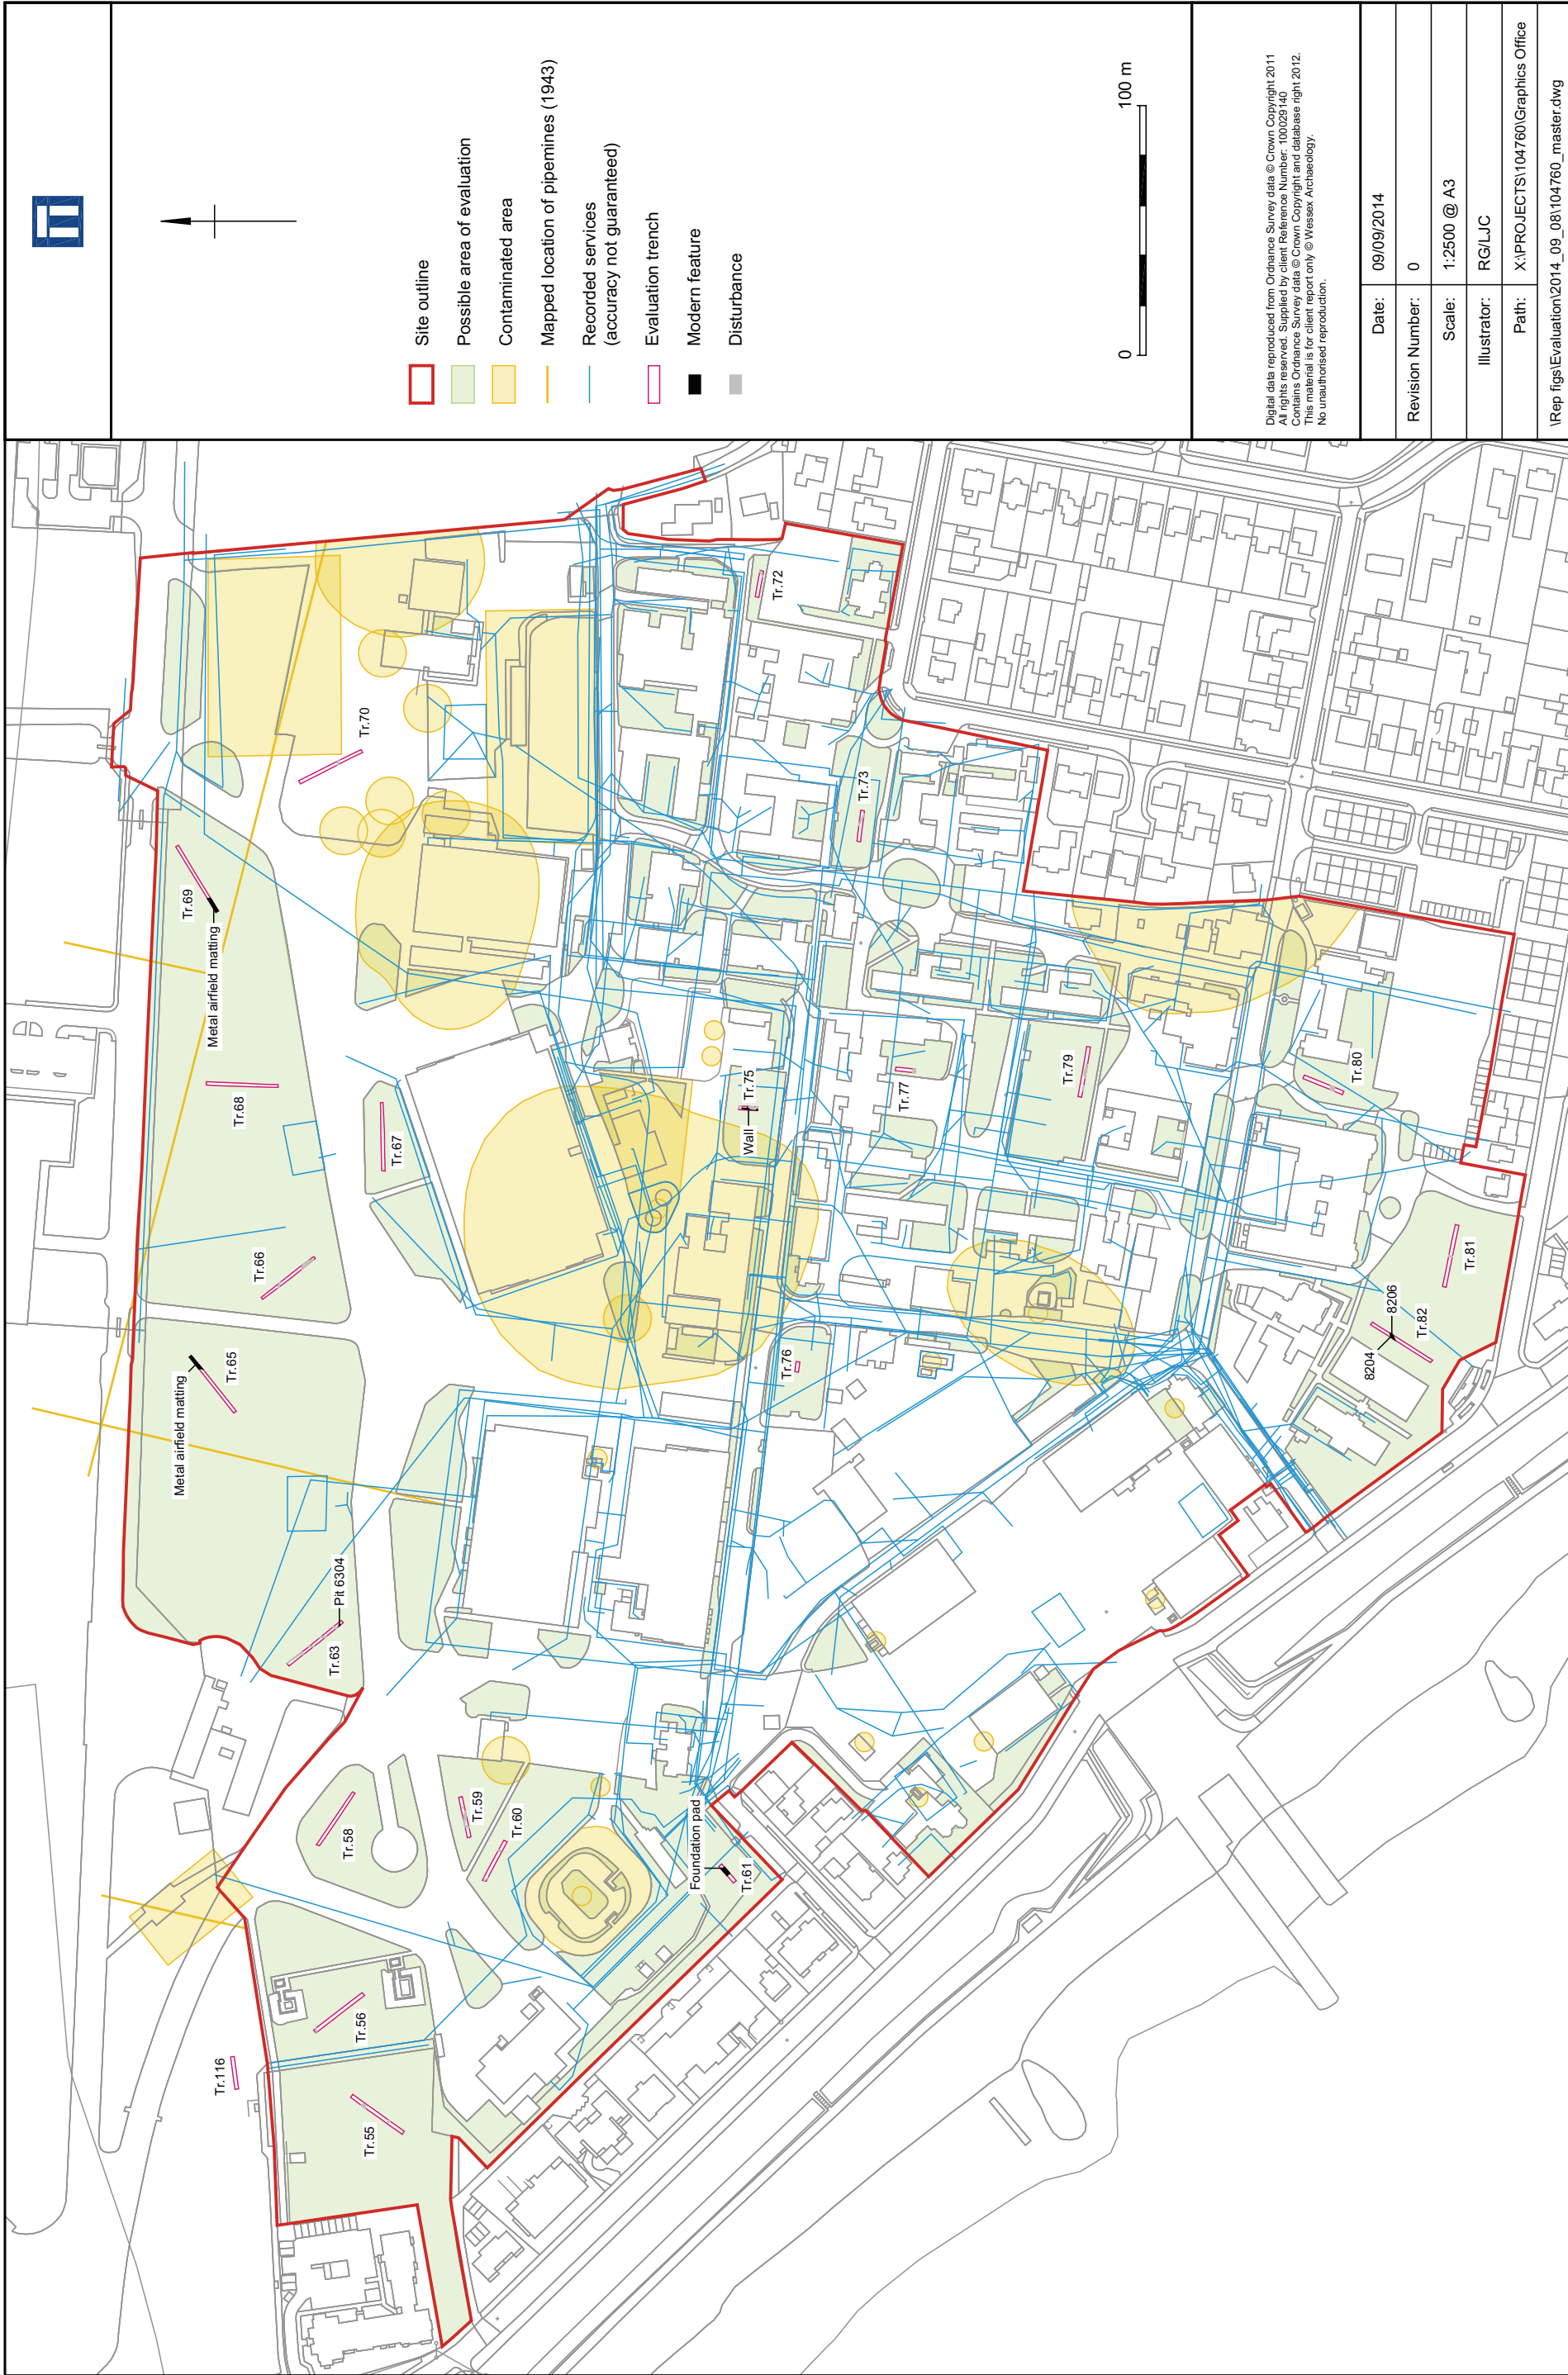 Site outline
Possible area of evaluation
Contaminated area
Mapped location of pipemines (1943)
Recorded services
(accuracy not guaranteed)
Evaluation trench
Modern feature
Disturbance
0
100 m
Digital data reproduced from Ordnance Survey data © Crown Copyright 2011
All rights reserved. Supplied by client Reference Number: 100029140
Contains Ordnance Survey data © Crown Copyright and database right 2012.
This material is for client report only © Wessex Archaeology.
No unauthorised reproduction.
Date:
09/09/2014
Revision Number:
0
Scale:
1:2500 @ A3
Illustrator:
RG/LJC
Path:
X:\PROJECTS\104760\Graphics Office
\Rep figs\Evaluation\2014_09_08\104760_master.dwg
Tr.116
Tr.55
Tr.56
Tr.58
Tr.59
Tr.60
Foundation pad
Tr.61
Tr.63
Pit 6304
Metal airfield matting
Tr.65
Tr.66
Tr.67
Tr.68
Metal airfield matting
Tr.69
Tr.70
Tr.72
Tr.73
Wall
Tr.75
Tr.76
Tr.77
Tr.79
Tr.80
Tr.81
8204
8206
Tr.82